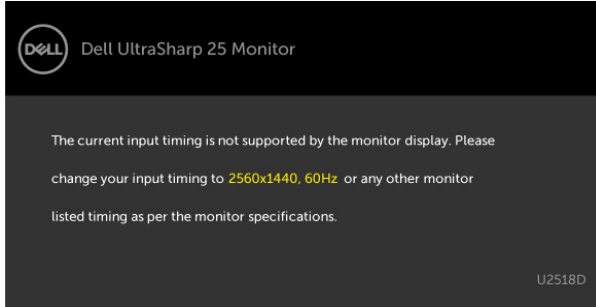 DELL Dell UltraSharp 25 Monitor
The current input timing is not supported by the monitor display. Please
change your input timing to 2560x1440, 60Hz or any other monitor
listed timing as per the monitor specifications.
U2518D